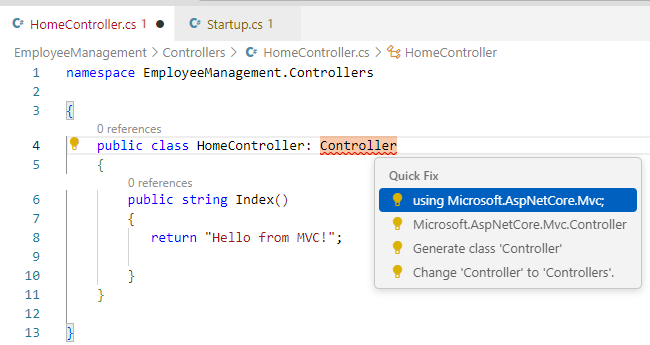 C# HomeController.cs 1 ●
C# Startup.cs 1
EmployeeManagement > Controllers > C# HomeController.cs > HomeController
1 namespace EmployeeManagement.Controllers
2
3 {
0 references
4 public class HomeController: Controller
5 {
0 references
6 public string Index()
7 {
8 return "Hello from MVC!";
9
10 }
11 }
12
13 }
Quick Fix
using Microsoft.AspNetCore.Mvc;
Microsoft.AspNetCore.Mvc.Controller
Generate class 'Controller'
Change 'Controller' to 'Controllers'.